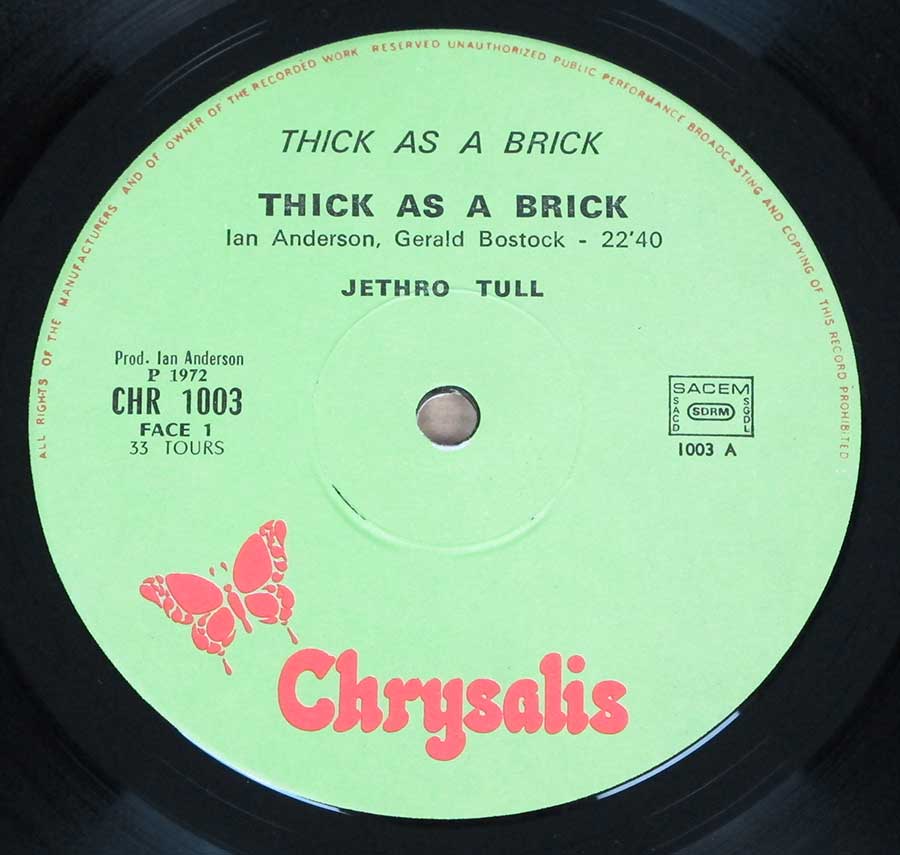 ALL RIGHTS OF THE MANUFACTURERS AND OF OWNER OF THE RECORDED WORK RESERVED UNAUTHORIZED PUBLIC PERFORMANCE BROADCASTING AND COPYING OF THIS RECORD PROHIBITED
THICK AS A BRICK
THICK AS A BRICK
Ian Anderson, Gerald Bostock - 22'40
JETHRO TULL
Prod. Ian Anderson
P 1972
CHR 1003
FACE 1
33 TOURS
SACEM
SACD
SDRM
SGDL
1003 A
Chrysalis